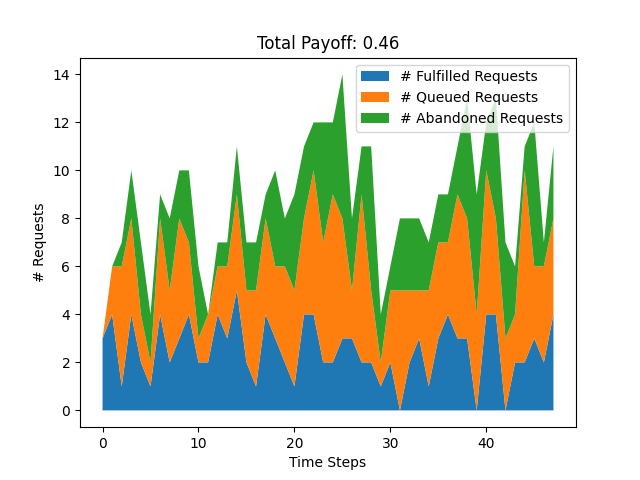 Total Payoff: 0.46
# Fulfilled Requests
# Queued Requests
# Abandoned Requests
14
12
10
8
6
4
2
0
# Requests
0 10 20 30 40
Time Steps